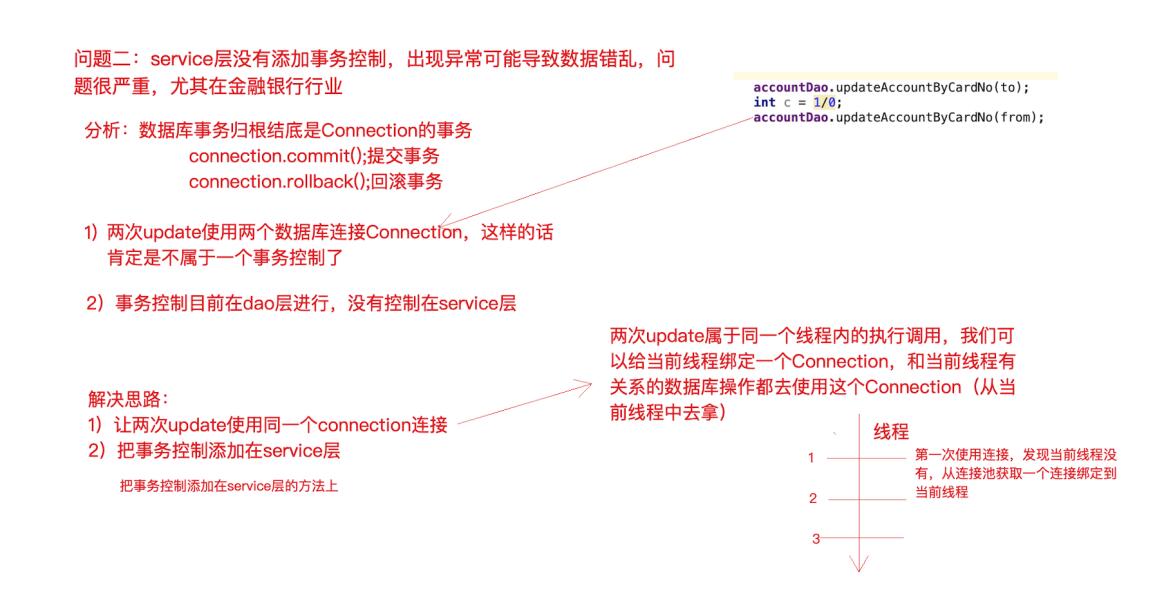 问题二：service层没有添加事务控制，出现异常可能导致数据错乱，问
题很严重，尤其在金融银行行业
accountDao.updateAccountByCardNo(to);
int c = 1/0;
accountDao.updateAccountByCardNo(from);
分析：数据库事务归根结底是Connection的事务
connection.commit();提交事务
connection.rollback();回滚事务
1）两次update使用两个数据库连接Connection，这样的话
肯定是不属于一个事务控制了
2）事务控制目前在dao层进行，没有控制在service层
解决思路：
1）让两次update使用同一个connection连接
2）把事务控制添加在service层
把事务控制添加在service层的方法上
两次update属于同一个线程内的执行调用，我们可
以给当前线程绑定一个Connection，和当前线程有
关系的数据库操作都去使用这个Connection（从当
前线程中去拿）
线程
1
第一次使用连接，发现当前线程没
有，从连接池获取一个连接绑定到
当前线程
2
3